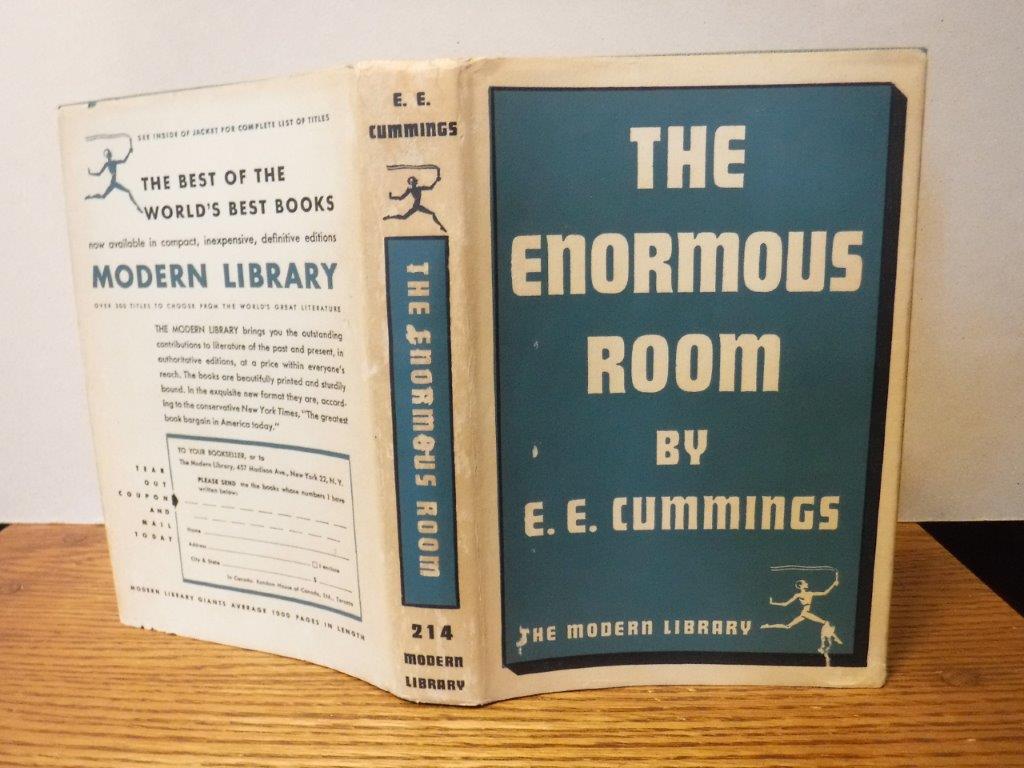 SEE INSIDE OF JACKET FOR COMPLETE LIST OF TITLES
THE BEST OF THE
WORLD'S BEST BOOKS
now available in compact, inexpensive, definitive editions
MODERN LIBRARY
OVER 300 TITLES TO CHOOSE FROM THE WORLD'S GREAT LITERATURE
THE MODERN LIBRARY brings you the outstanding
contributions to literature of the past and present, in
authoritative editions, at a price within everyone's
reach. The books are beautifully printed and sturdily
bound. In the exquisite new format they are, accord-
ing to the conservative New York Times, "The greatest
book bargain in America today."
TEAR
OUT
COUPON
AND
MAIL
TODAY
TO YOUR BOOKSELLER, or to
The Modern Library, 457 Madison Ave., New York 22, N.Y.
PLEASE SEND me the books whose numbers I have
written below:
Name
Address
City & State
I enclose
$
In Canada: Random House of Canada, Ltd., Toronto
MODERN LIBRARY GIANTS AVERAGE 1000 PAGES IN LENGTH
E. E.
CUMMINGS
THE ENORMOUS ROOM
214
MODERN
LIBRARY
THE
ENORMOUS
ROOM
BY
E. E. CUMMINGS
THE MODERN LIBRARY